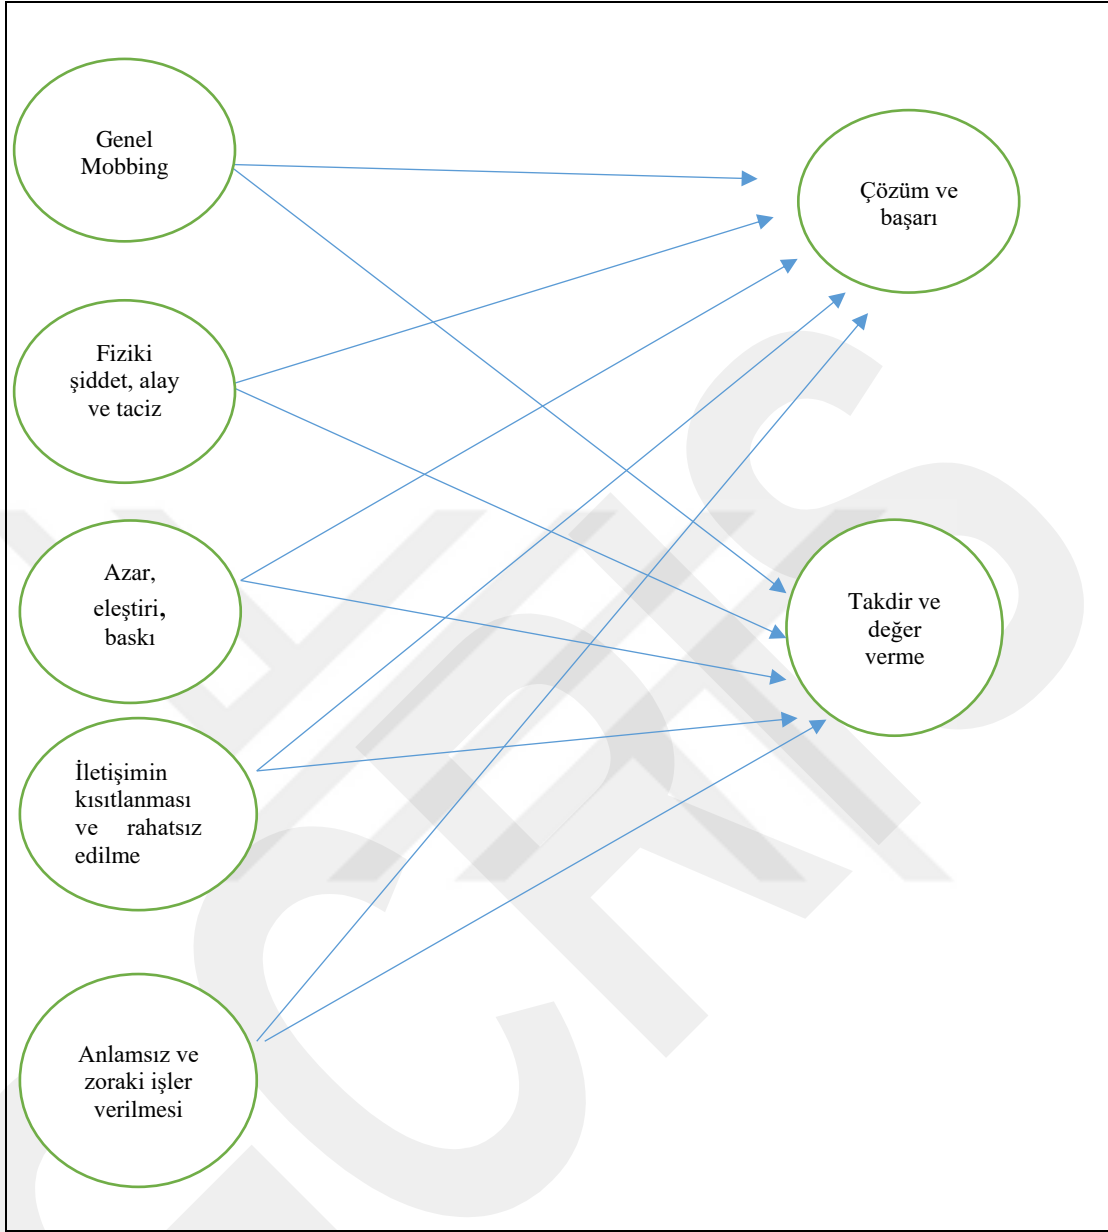 Genel
Mobbing
Çözüm ve
başarı
Fiziki
şiddet, alay
ve taciz
Azar,
eleştiri,
baskı
Takdir ve
değer
verme
İletişimin
kısıtlanması
ve rahatsız
edilme
Anlamsız ve
zoraki işler
verilmesi